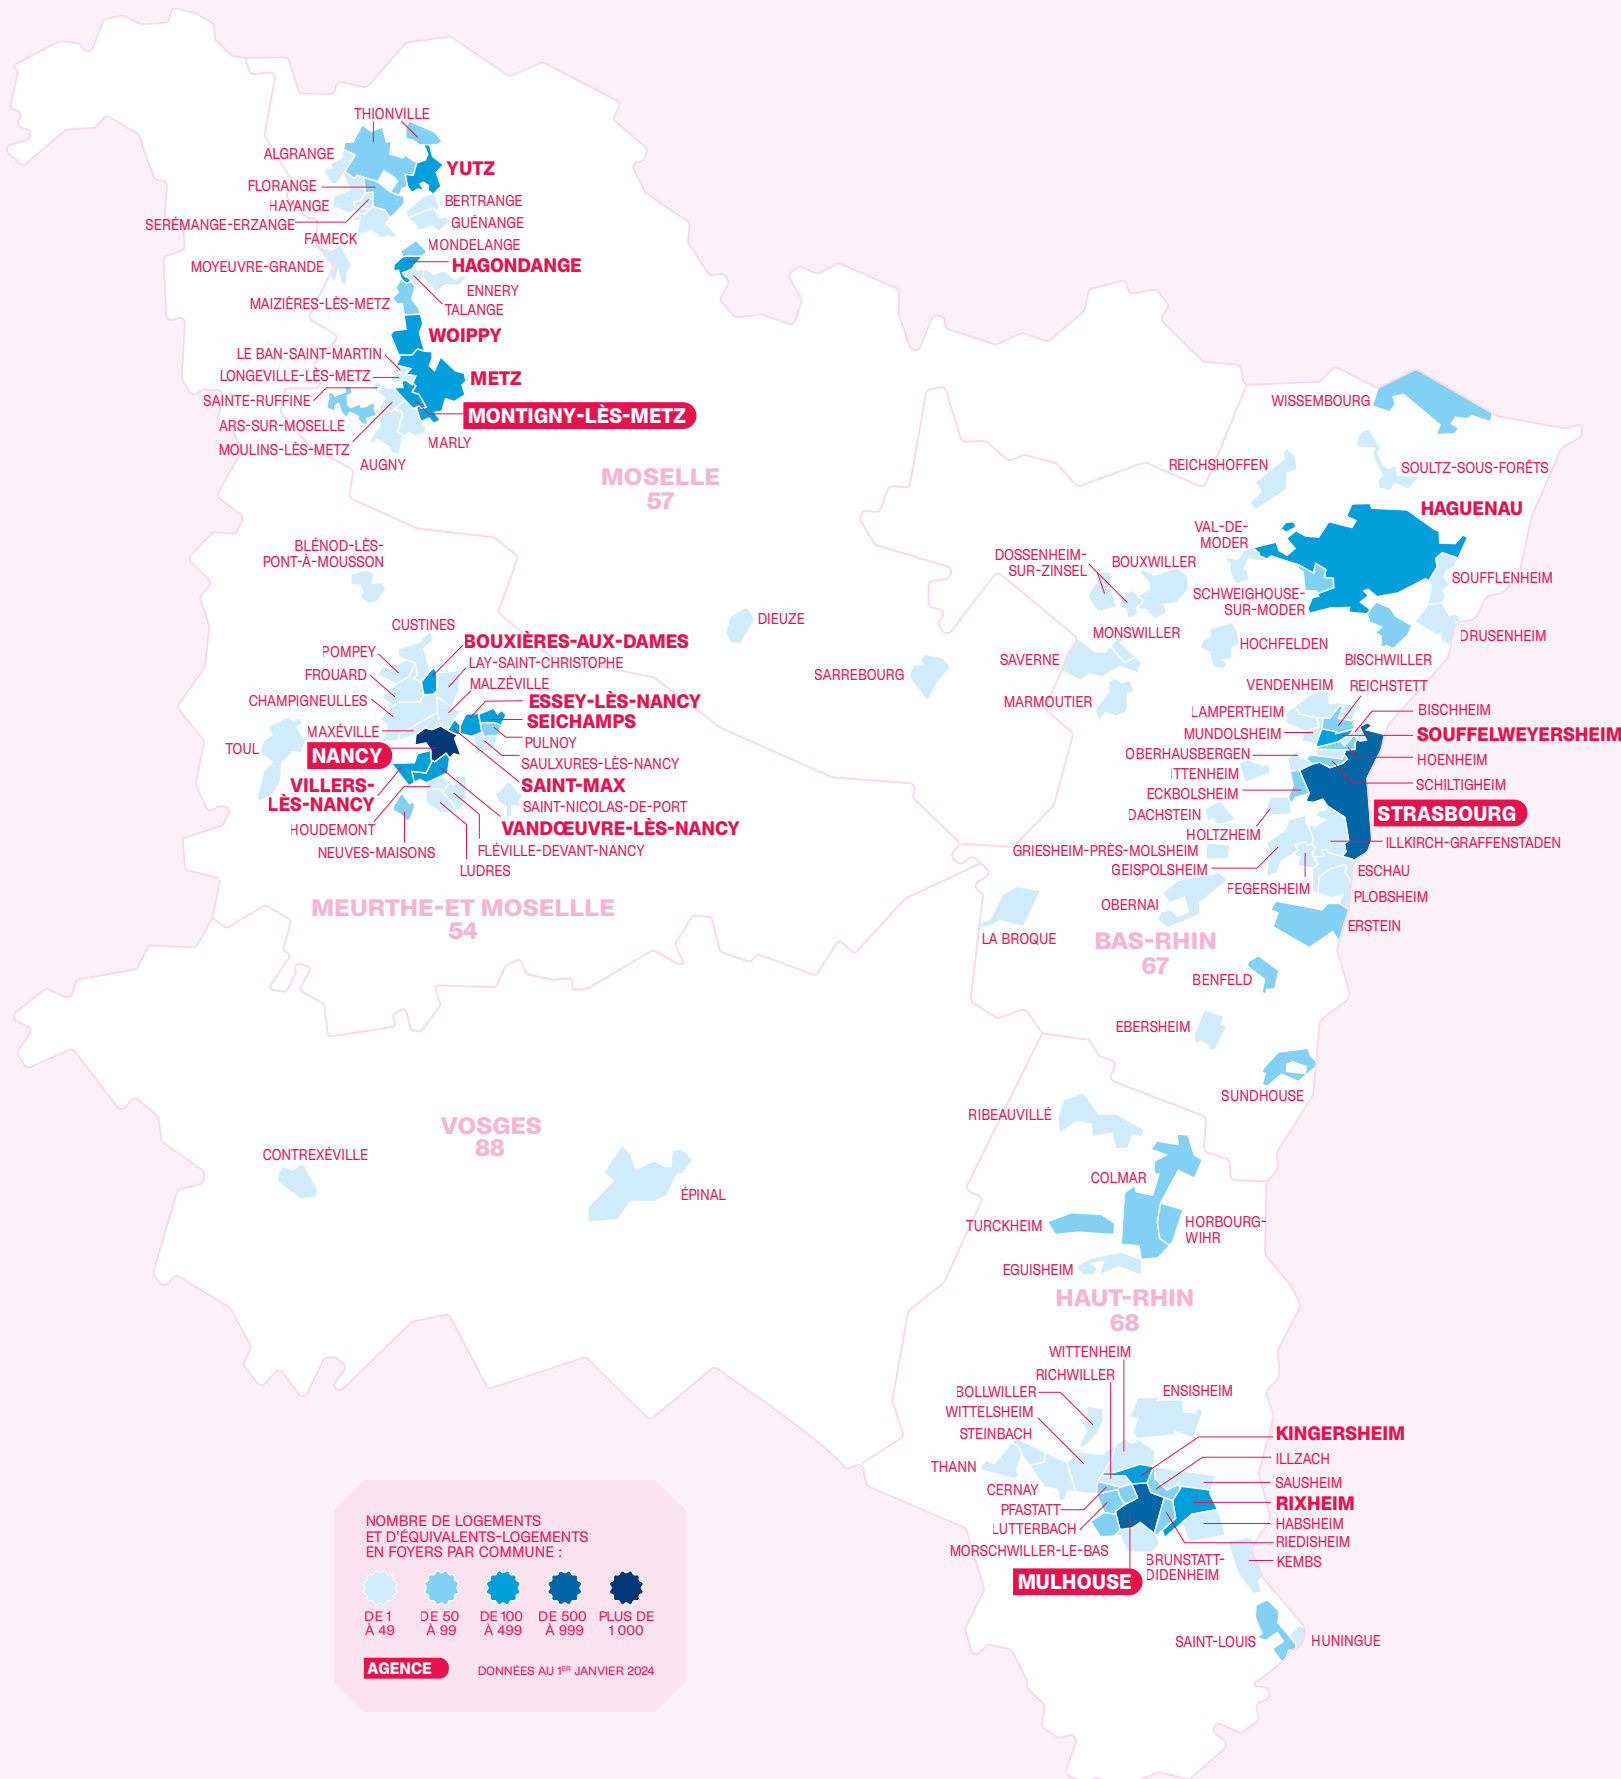 THIONVILLE
ALGRANGE
YUTZ
FLORANGE
HAYANGE
BERTRANGE
SERÉMANGE-ERZANGE
GUÉNANGE
FAMECK
MONDELANGE
MOYEUVRE-GRANDE
HAGONDANGE
ENNERY
MAIZIÈRES-LÈS-METZ
TALANGE
WOIPPY
LE BAN-SAINT-MARTIN
LONGEVILLE-LÈS-METZ
METZ
SAINTE-RUFFINE
MONTIGNY-LÈS-METZ
ARS-SUR-MOSELLE
MOULINS-LÈS-METZ
MARLY
AUGNY
MOSELLE
57
BLÉNOD-LÈS-
PONT-À-MOUSSON
DIEUZE
CUSTINES
BOUXIÈRES-AUX-DAMES
POMPEY
LAY-SAINT-CHRISTOPHE
FROUARD
MALZÉVILLE
CHAMPIGNEULLES
ESSEY-LÈS-NANCY
SEICHAMPS
MAXÉVILLE
PULNOY
TOUL
NANCY
SAULXURES-LÈS-NANCY
VILLERS-
LÈS-NANCY
SAINT-MAX
SAINT-NICOLAS-DE-PORT
HOUDEMONT
VANDŒUVRE-LÈS-NANCY
NEUVES-MAISONS
FLÉVILLE-DEVANT-NANCY
LUDRES
MEURTHE-ET MOSELLLE
54
SARREBOURG
WISSEMBOURG
REICHSHOFFEN
SOULTZ-SOUS-FORÊTS
HAGUENAU
VAL-DE-
MODER
DOSSENHEIM-
SUR-ZINSEL
BOUXWILLER
SOUFFLENHEIM
SCHWEIGHOUSE-
SUR-MODER
MONSWILLER
HOCHFELDEN
DRUSENHEIM
SAVERNE
BISCHWILLER
MARMOUTIER
VENDENHEIM
REICHSTETT
LAMPERTHEIM
BISCHHEIM
MUNDOLSHEIM
SOUFFELWEYERSHEIM
OBERHAUSBERGEN
HOENHEIM
ITTENHEIM
SCHILTIGHEIM
ECKBOLSHEIM
DACHSTEIN
STRASBOURG
HOLTZHEIM
ILLKIRCH-GRAFFENSTADEN
GRIESHEIM-PRÈS-MOLSHEIM
GEISPOLSHEIM
ESCHAU
FEGERSHEIM
PLOBSHEIM
OBERNAI
ERSTEIN
LA BROQUE
BAS-RHIN
67
BENFELD
EBERSHEIM
SUNDHOUSE
VOSGES
88
CONTREXÉVILLE
ÉPINAL
RIBEAUVILLÉ
COLMAR
TURCKHEIM
HORBOURG-
WIHR
EGUISHEIM
HAUT-RHIN
68
WITTENHEIM
RICHWILLER
BOLLWILLER
ENSISHEIM
WITTELSHEIM
STEINBACH
KINGERSHEIM
ILLZACH
THANN
SAUSHEIM
CERNAY
RIXHEIM
PFASTATT
HABSHEIM
LUTTERBACH
RIEDISHEIM
MORSCHWILLER-LE-BAS
BRUNSTATT-
DIDENHEIM
KEMBS
MULHOUSE
SAINT-LOUIS
HUNINGUE
NOMBRE DE LOGEMENTS
ET D'ÉQUIVALENTS-LOGEMENTS
EN FOYERS PAR COMMUNE :
DE 1
À 49
DE 50
À 99
DE 100
À 499
DE 500
À 999
PLUS DE
1 000
AGENCE
DONNÉES AU 1ER JANVIER 2024